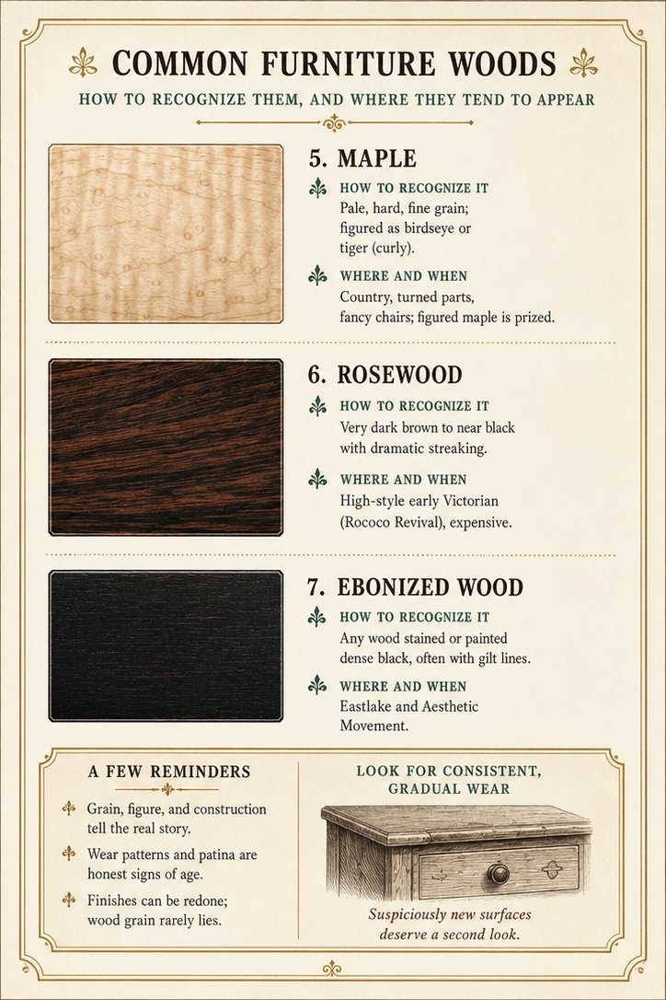 COMMON FURNITURE WOODS
HOW TO RECOGNIZE THEM, AND WHERE THEY TEND TO APPEAR
5. MAPLE
HOW TO RECOGNIZE IT
Pale, hard, fine grain;
figured as birdseye or
tiger (curly).
WHERE AND WHEN
Country, turned parts,
fancy chairs; figured maple is prized.
6. ROSEWOOD
HOW TO RECOGNIZE IT
Very dark brown to near black
with dramatic streaking.
WHERE AND WHEN
High-style early Victorian
(Rococo Revival), expensive.
7. EBONIZED WOOD
HOW TO RECOGNIZE IT
Any wood stained or painted
dense black, often with gilt lines.
WHERE AND WHEN
Eastlake and Aesthetic
Movement.
A FEW REMINDERS
Grain, figure, and construction
tell the real story.
Wear patterns and patina are
honest signs of age.
Finishes can be redone;
wood grain rarely lies.
LOOK FOR CONSISTENT,
GRADUAL WEAR
Suspiciously new surfaces
deserve a second look.